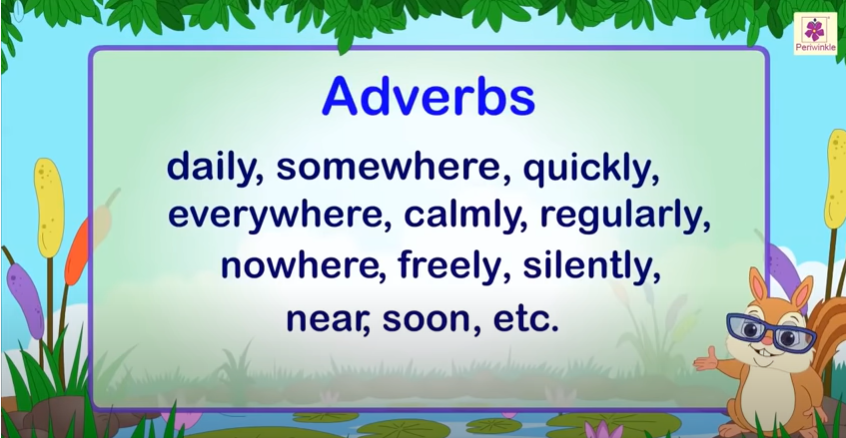 Periwinkle
Adverbs
daily, somewhere, quickly,
everywhere, calmly, regularly,
nowhere, freely, silently,
near, soon, etc.